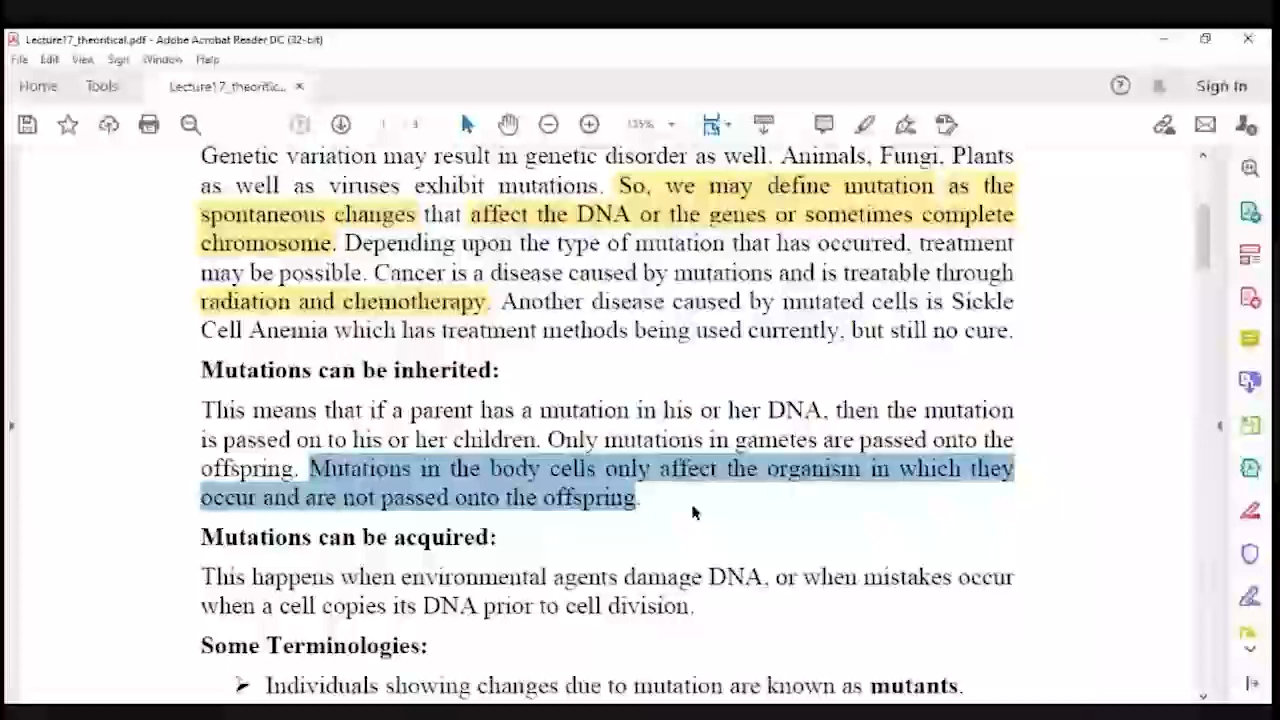 Lecture17_theoritical.pdf - Adobe Acrobat Reader DC (32-bit)
File Edit View Sign Window Help
Home Tools Lecture17_theoritic... ×
Sign In
1 / 3 135%
Genetic variation may result in genetic disorder as well. Animals, Fungi, Plants
as well as viruses exhibit mutations. So, we may define mutation as the
spontaneous changes that affect the DNA or the genes or sometimes complete
chromosome. Depending upon the type of mutation that has occurred, treatment
may be possible. Cancer is a disease caused by mutations and is treatable through
radiation and chemotherapy. Another disease caused by mutated cells is Sickle
Cell Anemia which has treatment methods being used currently, but still no cure.
Mutations can be inherited:
This means that if a parent has a mutation in his or her DNA, then the mutation
is passed on to his or her children. Only mutations in gametes are passed onto the
offspring. Mutations in the body cells only affect the organism in which they
occur and are not passed onto the offspring.
Mutations can be acquired:
This happens when environmental agents damage DNA, or when mistakes occur
when a cell copies its DNA prior to cell division.
Some Terminologies:
➢ Individuals showing changes due to mutation are known as mutants.